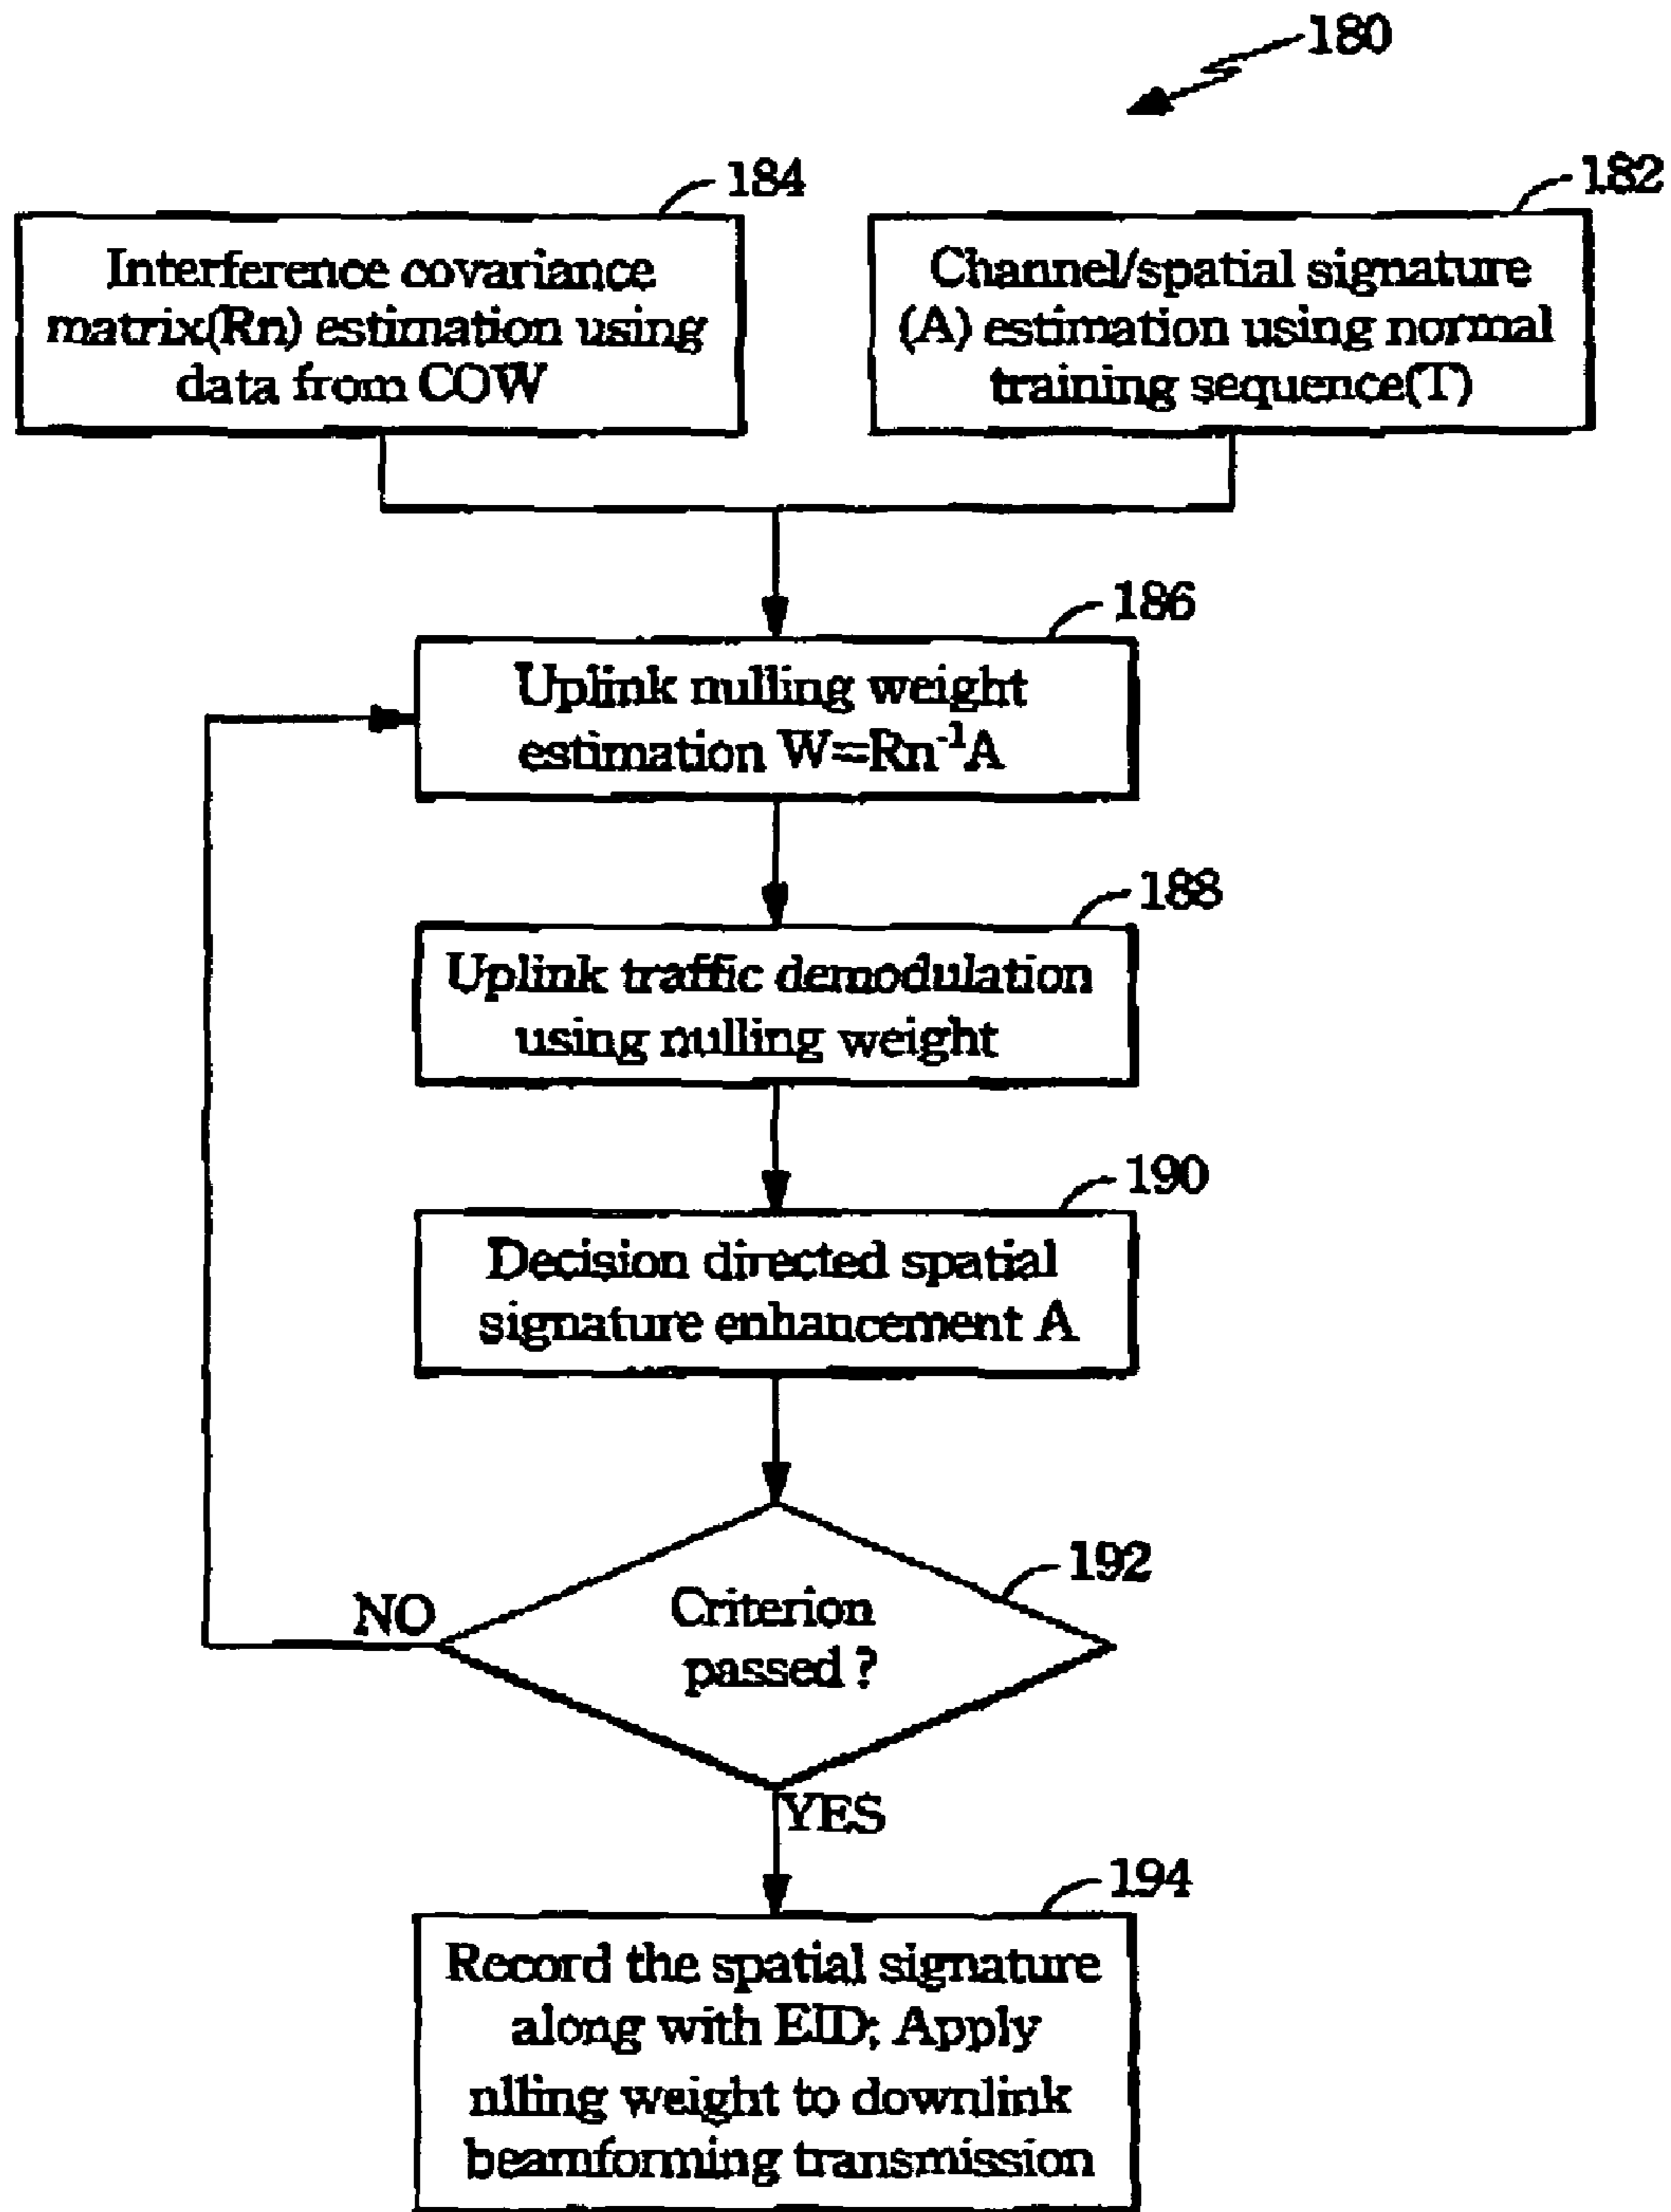 180
184
Interference covariance
matrix(Rn) estimation using
data from COW
182
Channel/spatial signature
(A) estimation using normal
training sequence(T)
186
Uplink nulling weight
estimation W=Rn⁻¹A
188
Uplink traffic demodulation
using nulling weight
190
Decision directed spatial
signature enhancement A
192
Criterion
passed ?
NO
YES
194
Record the spatial signature
along with EID; Apply
nlling weight to downlink
beamforming transmission